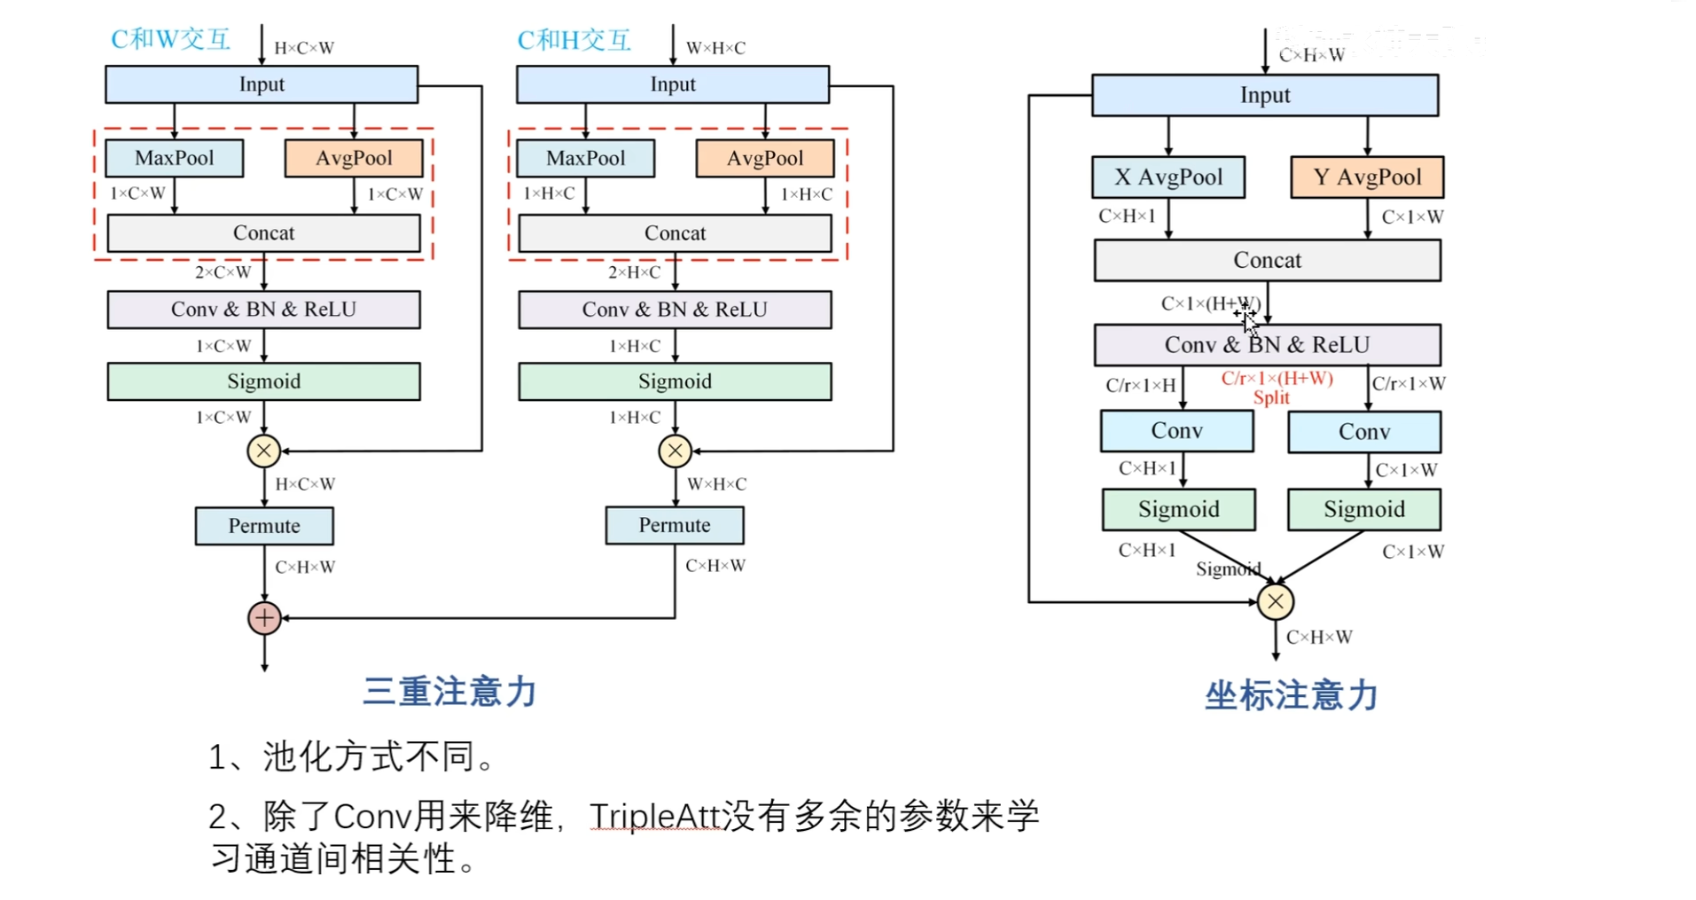 C和W交互
H×C×W
Input
MaxPool
AvgPool
1×C×W
1×C×W
Concat
2×C×W
Conv & BN & ReLU
1×C×W
Sigmoid
1×C×W
H×C×W
Permute
C×H×W
C和H交互
W×H×C
Input
MaxPool
AvgPool
1×H×C
1×H×C
Concat
2×H×C
Conv & BN & ReLU
1×H×C
Sigmoid
1×H×C
W×H×C
Permute
C×H×W
三重注意力
C×H×W
Input
X AvgPool
Y AvgPool
C×H×1
C×1×W
Concat
C×1×(H+W)
Conv & BN & ReLU
C/r×1×H
C/r×1×(H+W)
Split
C/r×1×W
Conv
Conv
C×H×1
C×1×W
Sigmoid
Sigmoid
C×H×1
C×1×W
Sigmoid
C×H×W
坐标注意力
1、池化方式不同。
2、除了Conv用来降维，TripleAtt没有多余的参数来学
习通道间相关性。